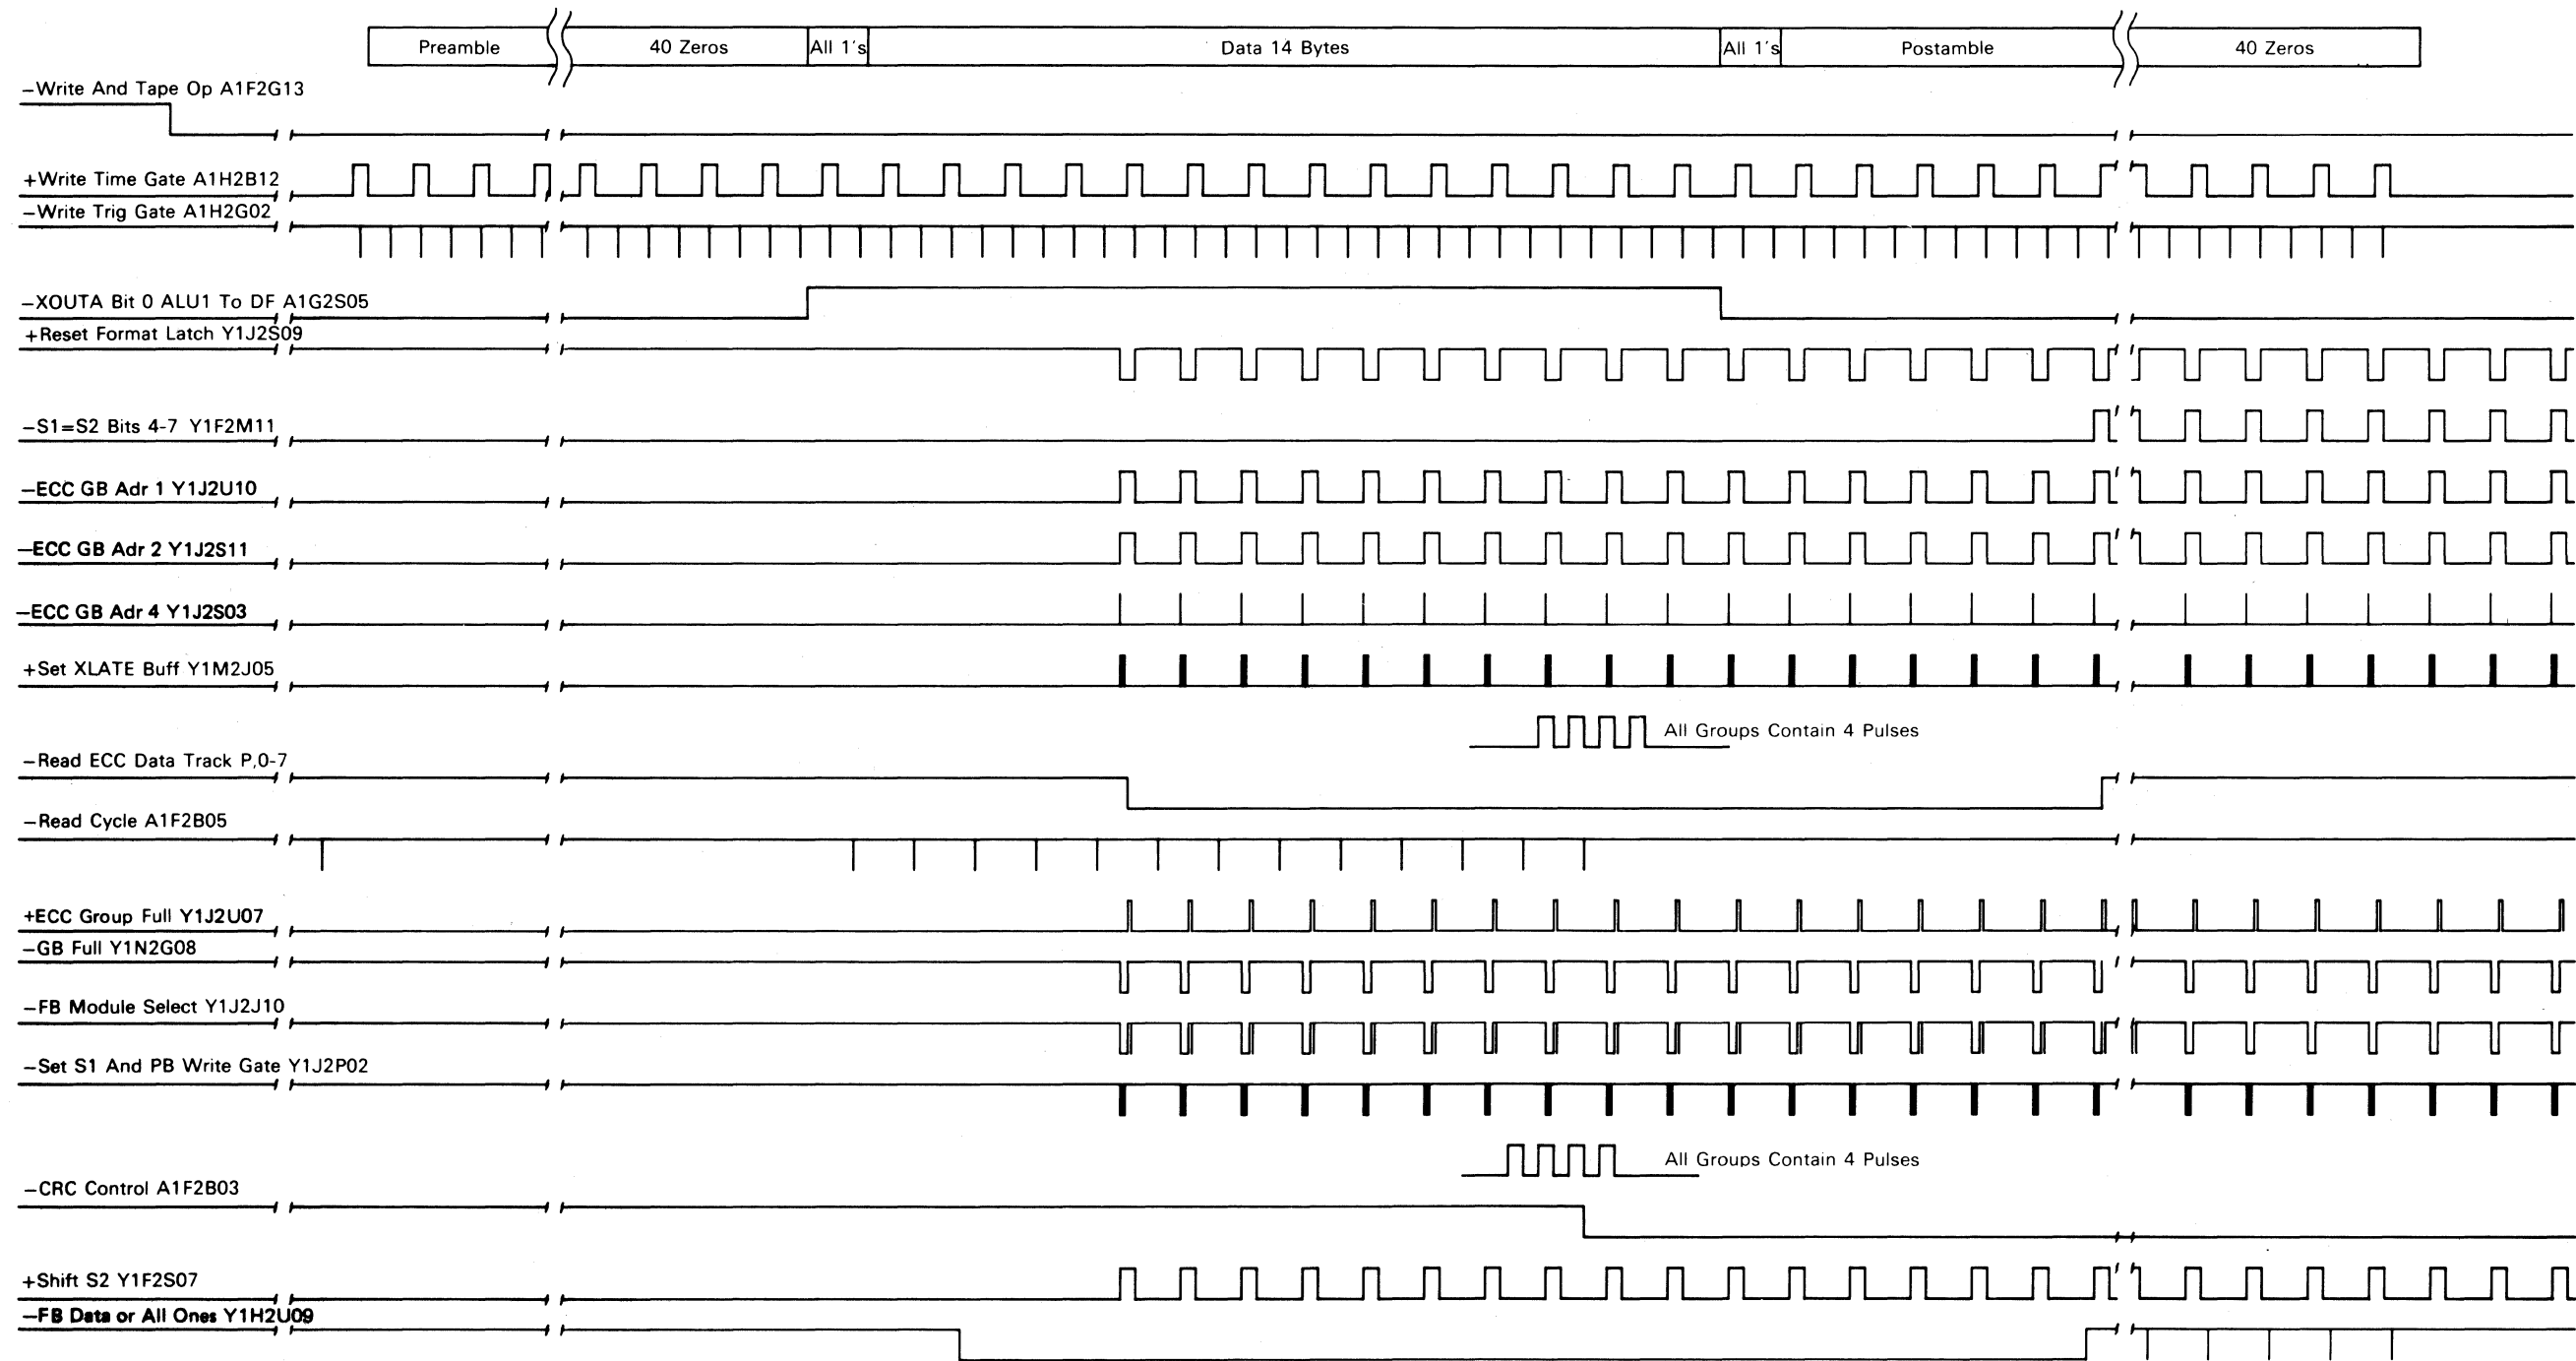 Preamble 40 Zeros All 1's Data 14 Bytes All 1's Postamble 40 Zeros
−Write And Tape Op A1F2G13
+Write Time Gate A1H2B12
−Write Trig Gate A1H2G02
−XOUTA Bit 0 ALU1 To DF A1G2S05
+Reset Format Latch Y1J2S09
−S1=S2 Bits 4-7 Y1F2M11
−ECC GB Adr 1 Y1J2U10
−ECC GB Adr 2 Y1J2S11
−ECC GB Adr 4 Y1J2S03
+Set XLATE Buff Y1M2J05
All Groups Contain 4 Pulses
−Read ECC Data Track P,0-7
−Read Cycle A1F2B05
+ECC Group Full Y1J2U07
−GB Full Y1N2G08
−FB Module Select Y1J2J10
−Set S1 And PB Write Gate Y1J2P02
All Groups Contain 4 Pulses
−CRC Control A1F2B03
+Shift S2 Y1F2S07
−FB Data or All Ones Y1H2U09